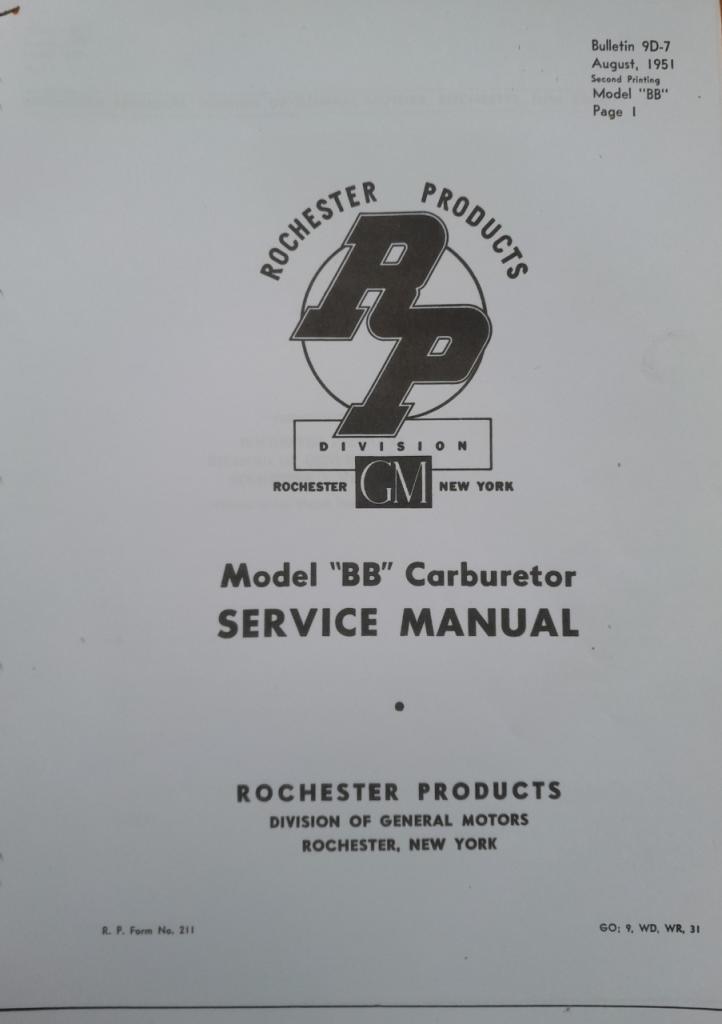 Bulletin 9D-7
August, 1951
Second Printing
Model "BB"
Page 1
ROCHESTER PRODUCTS
RP
DIVISION
ROCHESTER GM NEW YORK
Model "BB" Carburetor
SERVICE MANUAL
•
ROCHESTER PRODUCTS
DIVISION OF GENERAL MOTORS
ROCHESTER, NEW YORK
R. P. Form No. 211
GO; 9, WD, WR, 31